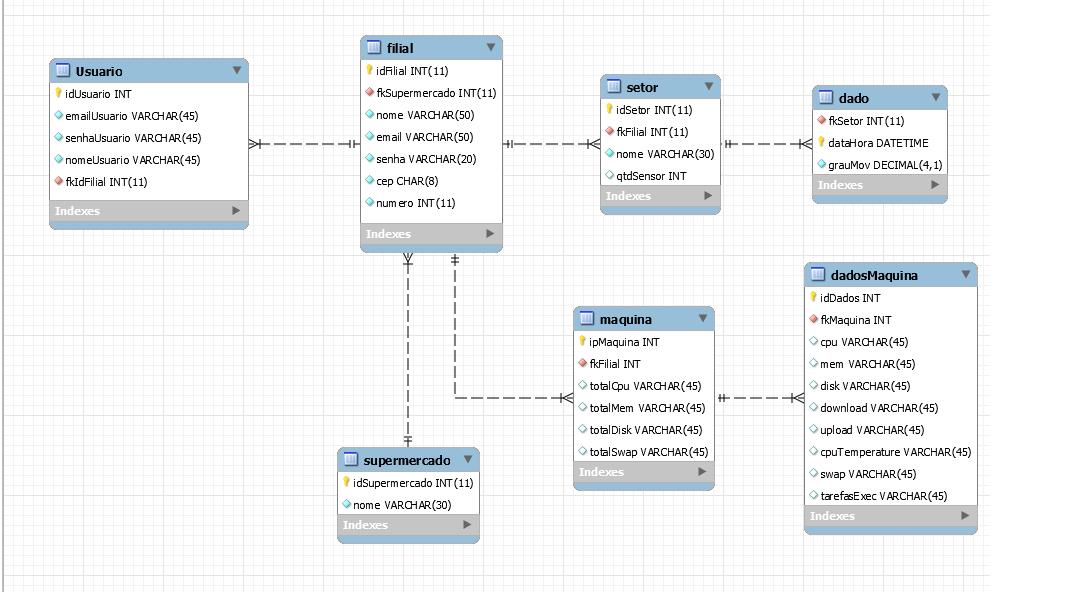 Usuario
idUsuario INT
emailUsuario VARCHAR(45)
senhaUsuario VARCHAR(45)
nomeUsuario VARCHAR(45)
fkIdFilial INT(11)
Indexes
filial
idFilial INT(11)
fkSupermercado INT(11)
nome VARCHAR(50)
email VARCHAR(50)
senha VARCHAR(20)
cep CHAR(8)
numero INT(11)
Indexes
setor
idSetor INT(11)
fkFilial INT(11)
nome VARCHAR(30)
qtdSensor INT
Indexes
dado
fkSetor INT(11)
dataHora DATETIME
grauMov DECIMAL(4,1)
Indexes
supermercado
idSupermercado INT(11)
nome VARCHAR(30)
Indexes
maquina
ipMaquina INT
fkFilial INT
totalCpu VARCHAR(45)
totalMem VARCHAR(45)
totalDisk VARCHAR(45)
totalSwap VARCHAR(45)
Indexes
dadosMaquina
idDados INT
fkMaquina INT
cpu VARCHAR(45)
mem VARCHAR(45)
disk VARCHAR(45)
download VARCHAR(45)
upload VARCHAR(45)
cpuTemperature VARCHAR(45)
swap VARCHAR(45)
tarefasExec VARCHAR(45)
Indexes